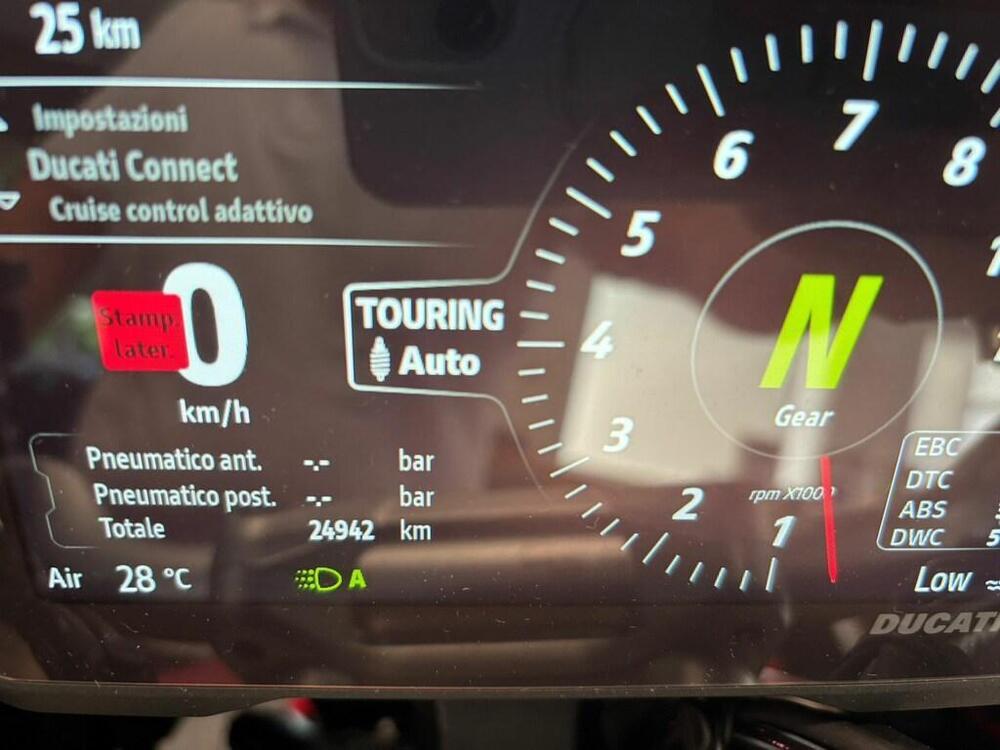 25 km
Impostazioni
Ducati Connect
Cruise control adattivo
Stamp.
later.
0
km/h
TOURING
Auto
Pneumatico ant. -.- bar
Pneumatico post. -.- bar
Totale 24942 km
Air 28 °C
A
1
2
3
4
5
6
7
8
N
Gear
rpm X1000
EBC
DTC
ABS
DWC 5
Low
DUCATI